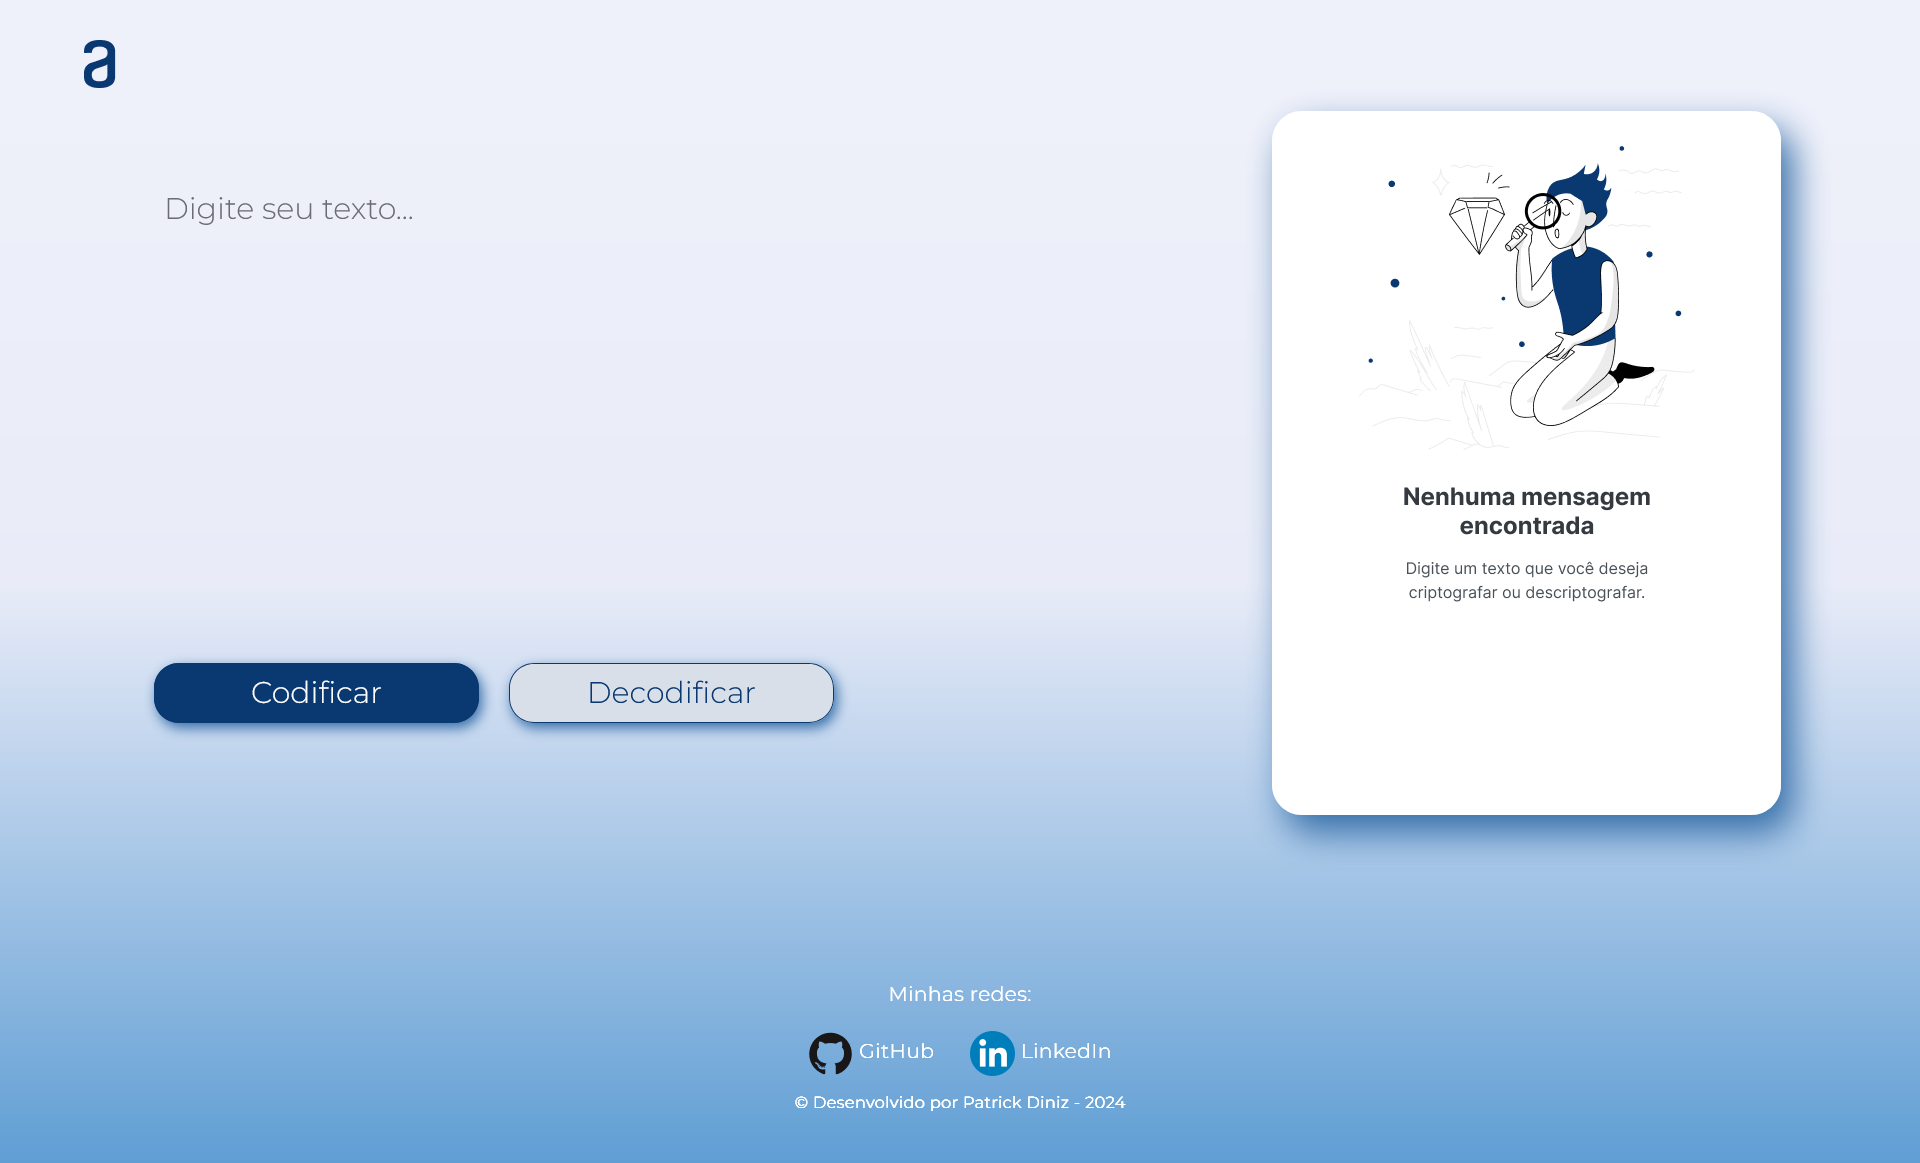 a
Digite seu texto...
Nenhuma mensagem
encontrada
Digite um texto que você deseja
criptografar ou descriptografar.
Codificar
Decodificar
Minhas redes:
GitHub
in LinkedIn
© Desenvolvido por Patrick Diniz - 2024